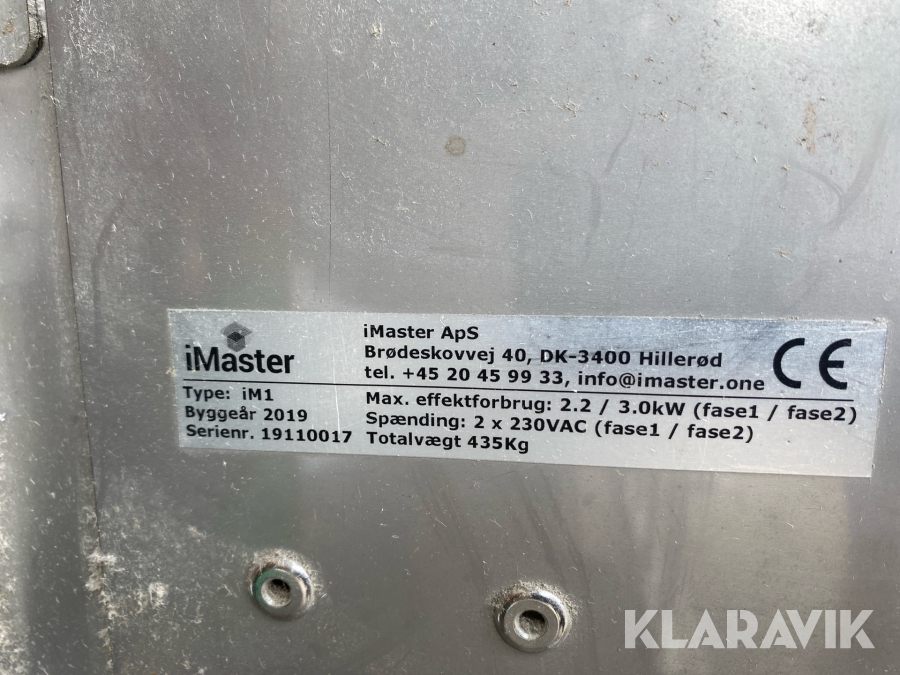 iMaster
iMaster ApS
Brødeskovvej 40, DK-3400 Hillerød
tel. +45 20 45 99 33, info@imaster.one
CE
Type: iM1
Byggeår 2019
Serienr. 19110017
Max. effektforbrug: 2.2 / 3.0kW (fase1 / fase2)
Spænding: 2 x 230VAC (fase1 / fase2)
Totalvægt 435Kg
KLARAVIK